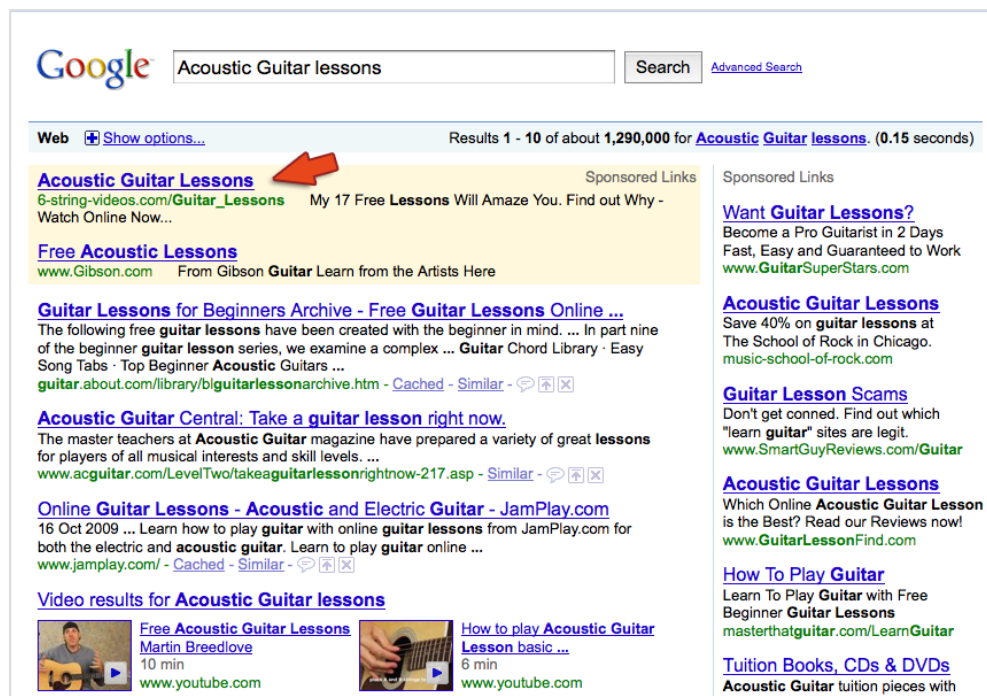 Google
Acoustic Guitar lessons
Search
Advanced Search
Web Show options...
Results 1 - 10 of about 1,290,000 for Acoustic Guitar lessons. (0.15 seconds)
Acoustic Guitar Lessons
Sponsored Links
6-string-videos.com/Guitar_Lessons My 17 Free Lessons Will Amaze You. Find out Why -
Watch Online Now...
Free Acoustic Lessons
www.Gibson.com From Gibson Guitar Learn from the Artists Here
Guitar Lessons for Beginners Archive - Free Guitar Lessons Online ...
The following free guitar lessons have been created with the beginner in mind. ... In part nine
of the beginner guitar lesson series, we examine a complex ... Guitar Chord Library · Easy
Song Tabs · Top Beginner Acoustic Guitars ...
guitar.about.com/library/blguitarlessonarchive.htm - Cached - Similar -
Acoustic Guitar Central: Take a guitar lesson right now.
The master teachers at Acoustic Guitar magazine have prepared a variety of great lessons
for players of all musical interests and skill levels. ...
www.acguitar.com/LevelTwo/takeaguitarlessonrightnow-217.asp - Similar -
Online Guitar Lessons - Acoustic and Electric Guitar - JamPlay.com
16 Oct 2009 ... Learn how to play guitar with online guitar lessons from JamPlay.com for
both the electric and acoustic guitar. Learn to play guitar online ...
www.jamplay.com/ - Cached - Similar -
Video results for Acoustic Guitar lessons
Free Acoustic Guitar Lessons
Martin Breedlove
10 min
www.youtube.com
How to play Acoustic Guitar
Lesson basic ...
6 min
www.youtube.com
Sponsored Links
Want Guitar Lessons?
Become a Pro Guitarist in 2 Days
Fast, Easy and Guaranteed to Work
www.GuitarSuperStars.com
Acoustic Guitar Lessons
Save 40% on guitar lessons at
The School of Rock in Chicago.
music-school-of-rock.com
Guitar Lesson Scams
Don't get conned. Find out which
"learn guitar" sites are legit.
www.SmartGuyReviews.com/Guitar
Acoustic Guitar Lessons
Which Online Acoustic Guitar Lesson
is the Best? Read our Reviews now!
www.GuitarLessonFind.com
How To Play Guitar
Learn To Play Guitar with Free
Beginner Guitar Lessons
masterthatguitar.com/LearnGuitar
Tuition Books, CDs & DVDs
Acoustic Guitar tuition pieces with